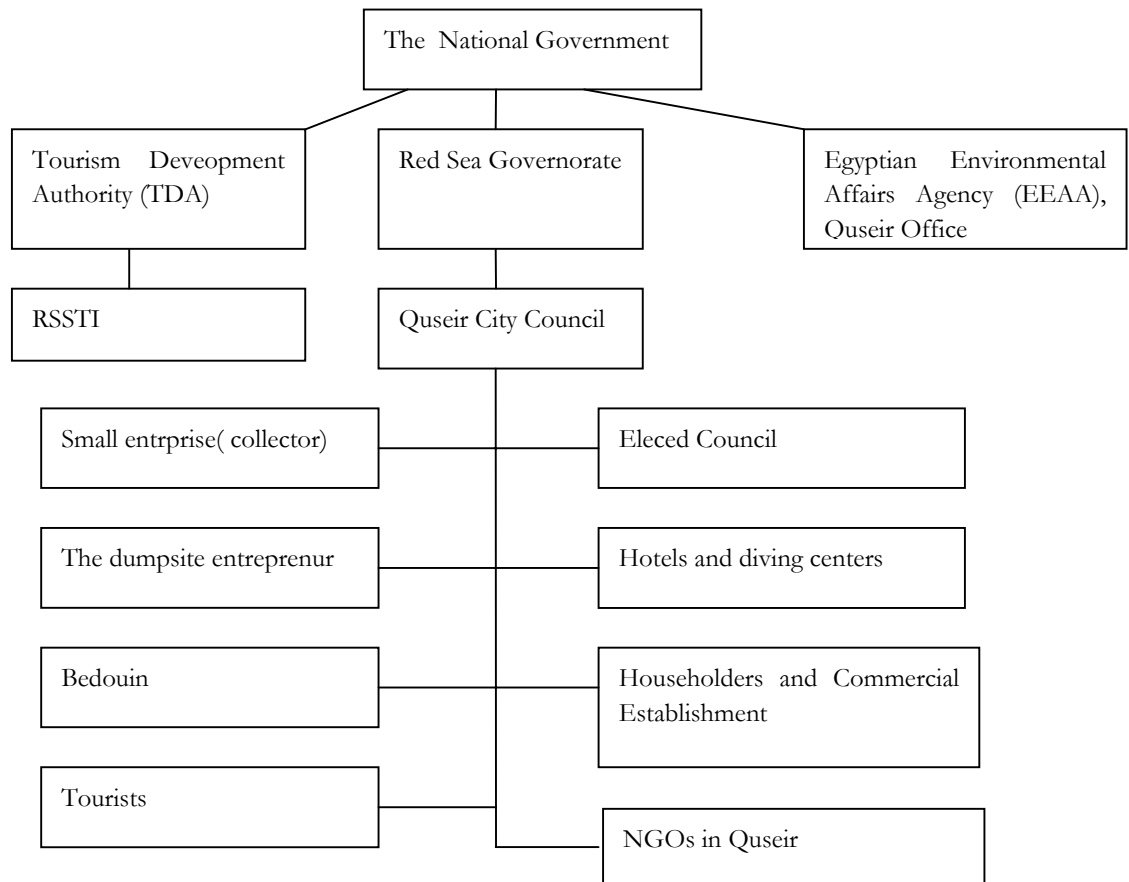 The National Government
Tourism Deveopment
Authority (TDA)
Red Sea Governorate
Egyptian Environmental
Affairs Agency (EEAA),
Quseir Office
RSSTI
Quseir City Council
Small entrprise( collector)
Eleced Council
The dumpsite entreprenur
Hotels and diving centers
Bedouin
Householders and Commercial
Establishment
Tourists
NGOs in Quseir